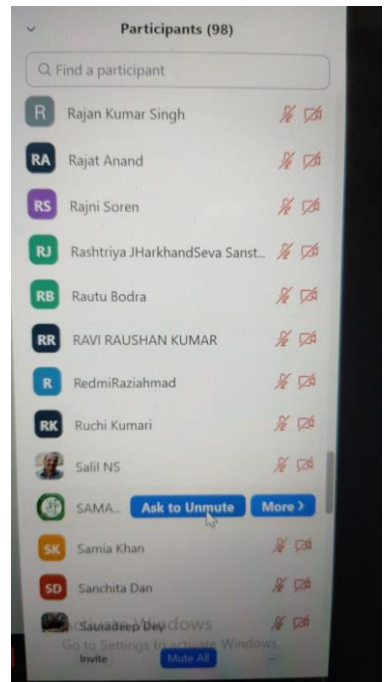 Participants (98)
Find a participant
R Rajan Kumar Singh
RA Rajat Anand
RS Rajni Soren
RJ Rashtriya JHarkhandSeva Sanst...
RB Rautu Bodra
RR RAVI RAUSHAN KUMAR
R RedmiRaziahmad
RK Ruchi Kumari
Salil NS
SAMA... Ask to Unmute More >
SK Samia Khan
SD Sanchita Dan
Sauradeep Dey
Activate Windows
Go to Settings to activate Windows.
Invite Mute All ...